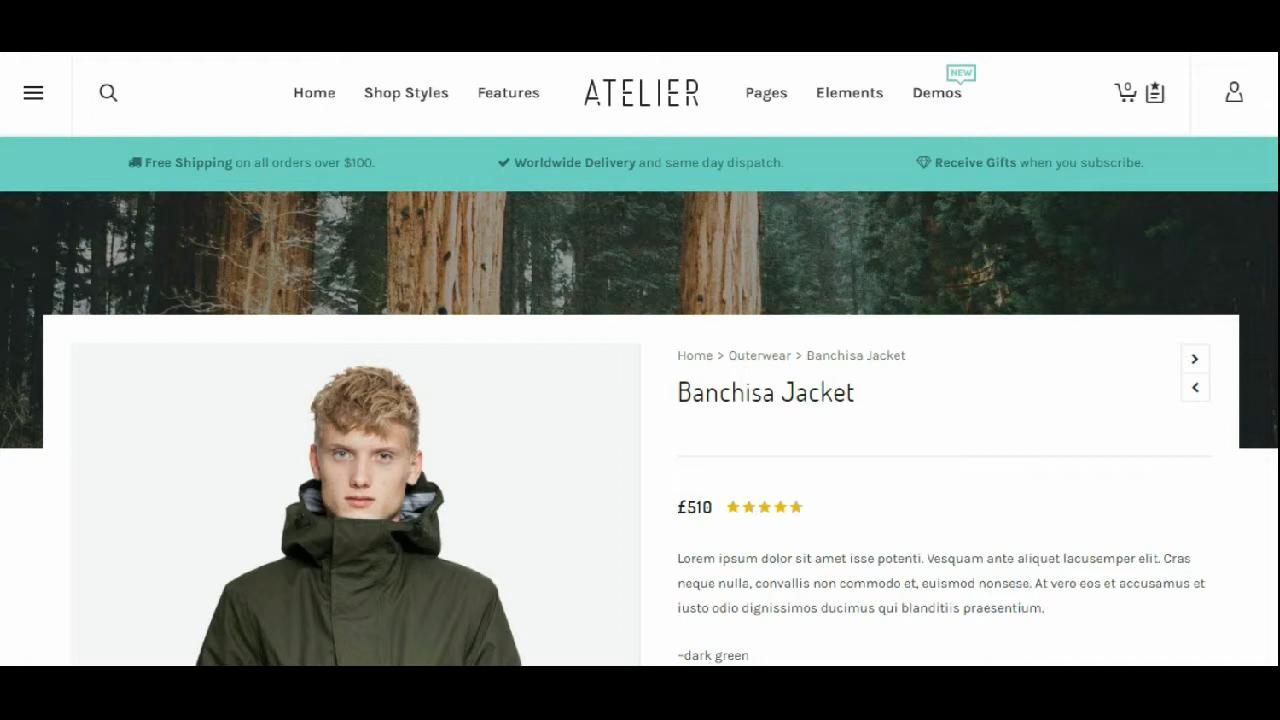 Home Shop Styles Features ATELIER Pages Elements Demos NEW 0
Free Shipping on all orders over $100. Worldwide Delivery and same day dispatch. Receive Gifts when you subscribe.
Home > Outerwear > Banchisa Jacket
Banchisa Jacket
£510
Lorem ipsum dolor sit amet isse potenti. Vesquam ante aliquet lacusemper elit. Cras
neque nulla, convallis non commodo et, euismod nonsese. At vero eos et accusamus et
iusto odio dignissimos ducimus qui blanditiis praesentium.
~dark green